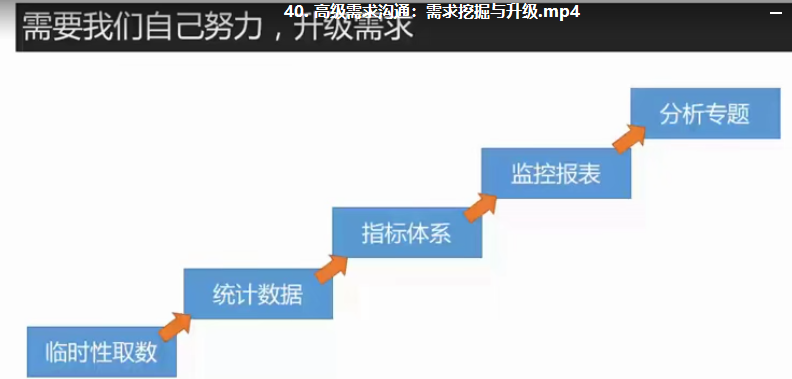 40. 高级需求沟通：需求挖掘与升级.mp4
需要我们自己努力，升级需求
分析专题
监控报表
指标体系
统计数据
临时性取数